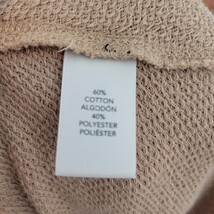 60%
COTTON
ALGODÓN
40%
POLYESTER
POLIÉSTER